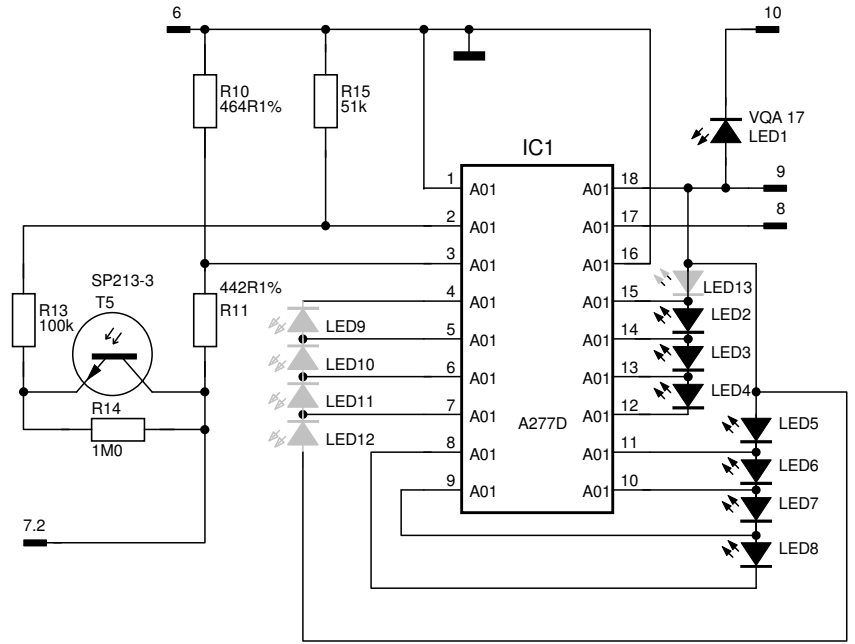 6
10
R10
464R1%
R15
51k
VQA 17
LED1
IC1
9
8
1
A01
A01
18
2
A01
A01
17
3
A01
A01
16
4
A01
A01
15
5
A01
A01
14
6
A01
A01
13
7
A01
A01
12
8
A01
A01
11
9
A01
A01
10
A277D
SP213-3
T5
442R1%
R11
R13
100k
R14
1M0
7.2
LED9
LED10
LED11
LED12
LED13
LED2
LED3
LED4
LED5
LED6
LED7
LED8